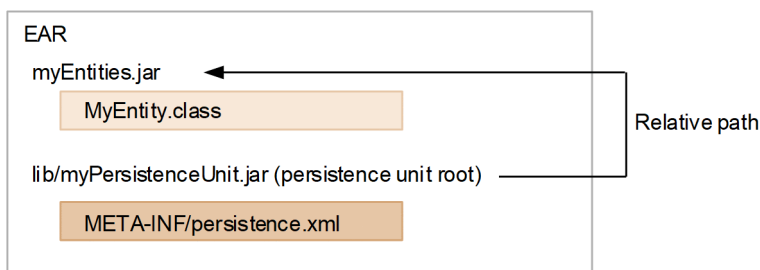 EAR
myEntities.jar
MyEntity.class
Relative path
lib/myPersistenceUnit.jar (persistence unit root)
META-INF/persistence.xml